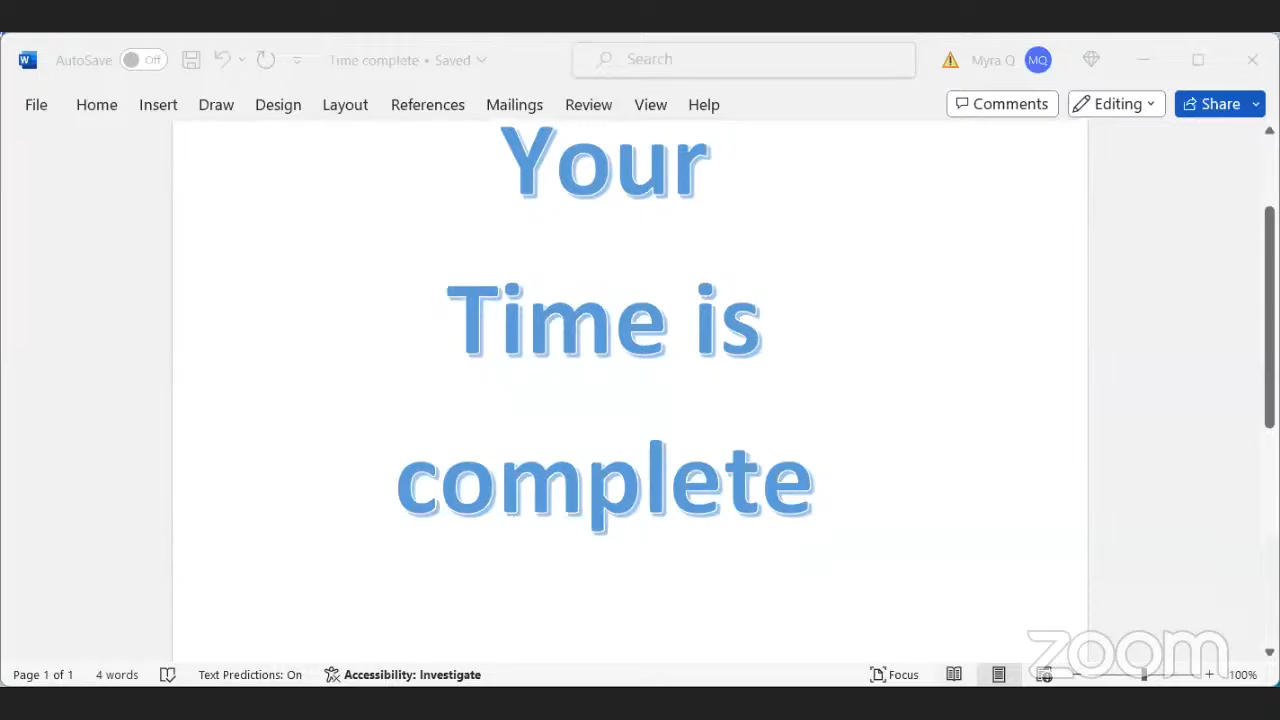 W AutoSave Off Time complete • Saved Search Myra Q MQ
File Home Insert Draw Design Layout References Mailings Review View Help Comments Editing Share
Your
Time is
complete
zoom
Page 1 of 1 4 words Text Predictions: On Accessibility: Investigate Focus 100%